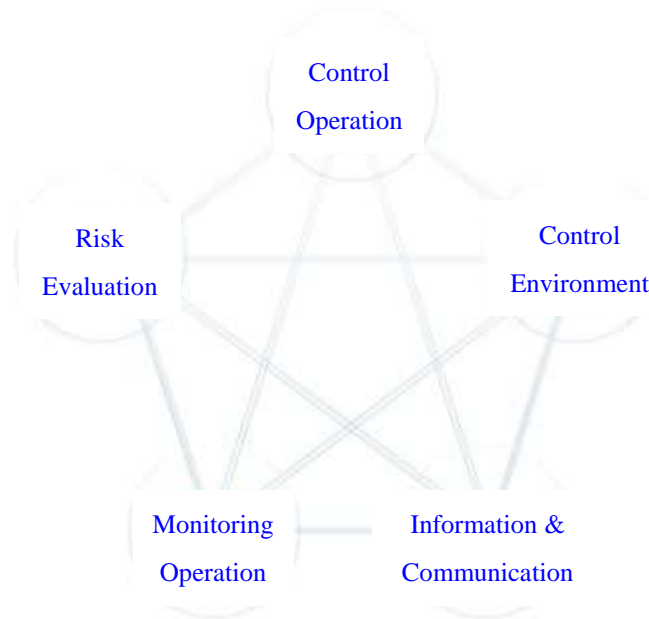 Control
Operation
Risk
Evaluation
Control
Environment
Monitoring
Operation
Information &
Communication